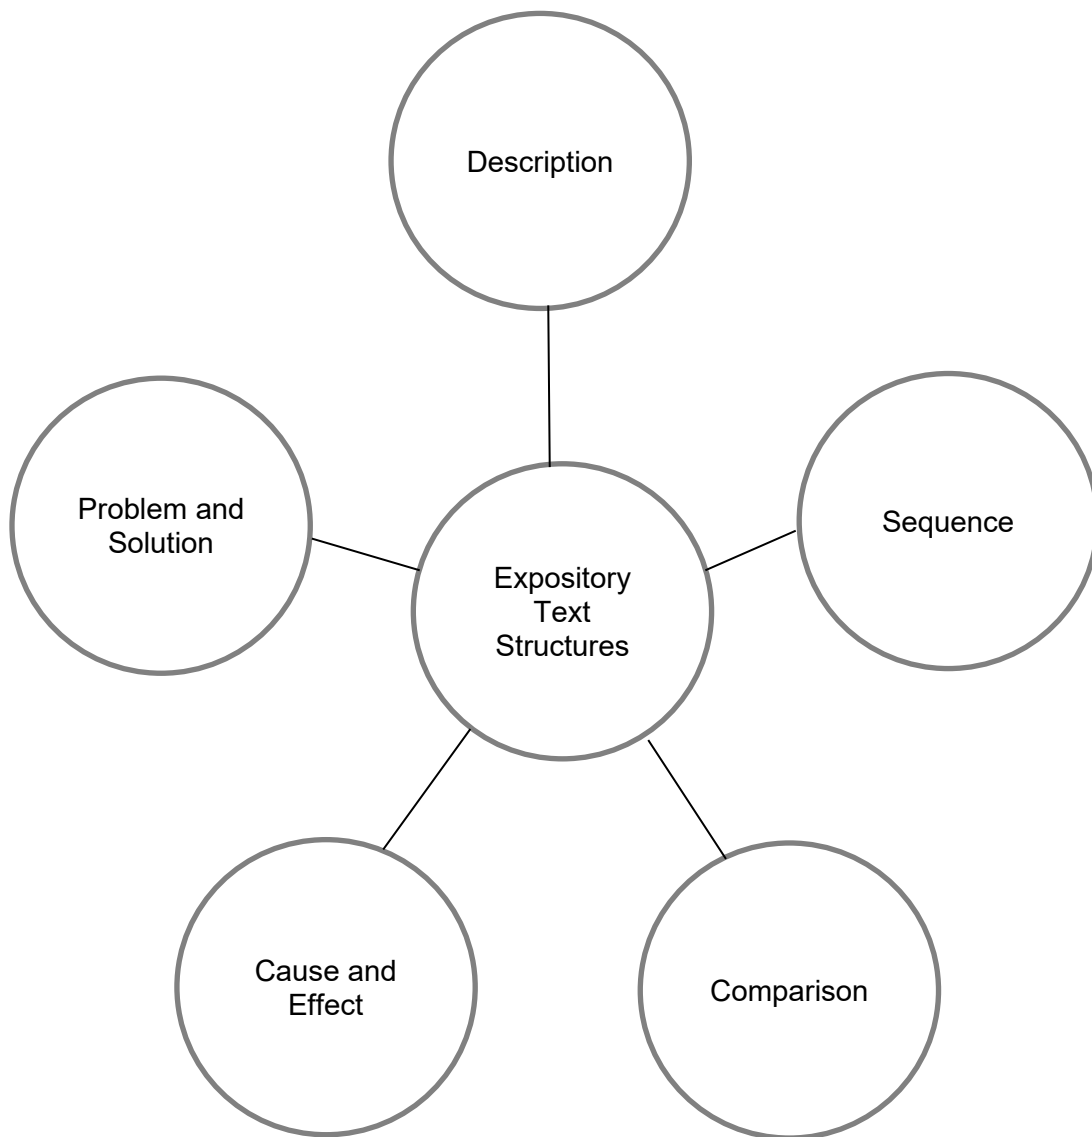 Description
Problem and
Solution
Sequence
Expository
Text
Structures
Cause and
Effect
Comparison